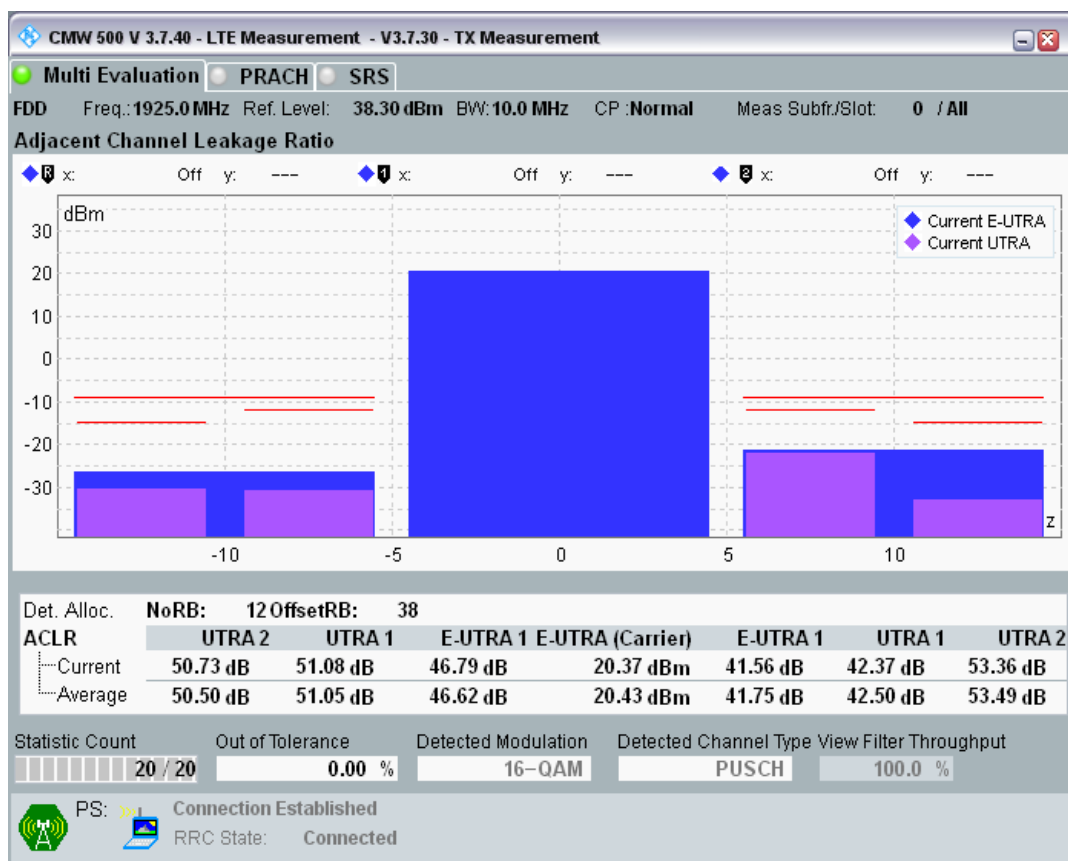 CMW 500 V 3.7.40 - LTE Measurement - V3.7.30 - TX Measurement
Multi Evaluation PRACH SRS
FDD Freq.: 1925.0 MHz Ref. Level: 38.30 dBm BW: 10.0 MHz CP :Normal Meas Subfr./Slot: 0 / All
Adjacent Channel Leakage Ratio
R x: Off y: --- 1 x: Off y: --- 2 x: Off y: ---
dBm
Current E-UTRA
Current UTRA
30
20
10
0
-10
-20
-30
z
-10 -5 0 5 10
Det. Alloc. NoRB: 12 OffsetRB: 38
ACLR UTRA 2 UTRA 1 E-UTRA 1 E-UTRA (Carrier) E-UTRA 1 UTRA 1 UTRA 2
Current 50.73 dB 51.08 dB 46.79 dB 20.37 dBm 41.56 dB 42.37 dB 53.36 dB
Average 50.50 dB 51.05 dB 46.62 dB 20.43 dBm 41.75 dB 42.50 dB 53.49 dB
Statistic Count Out of Tolerance Detected Modulation Detected Channel Type View Filter Throughput
20 / 20 0.00 % 16-QAM PUSCH 100.0 %
PS: Connection Established
RRC State: Connected